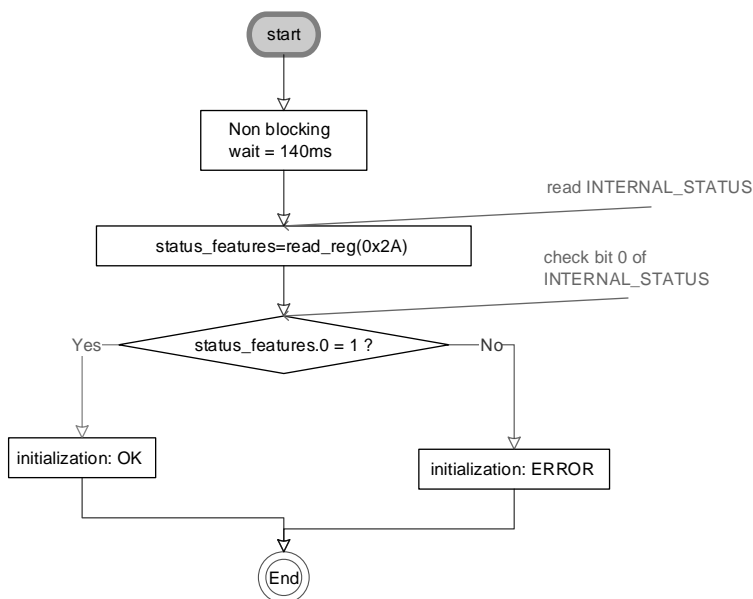 start
Non blocking
wait = 140ms
read INTERNAL_STATUS
status_features=read_reg(0x2A)
check bit 0 of
INTERNAL_STATUS
Yes
status_features.0 = 1 ?
No
initialization: OK
initialization: ERROR
End